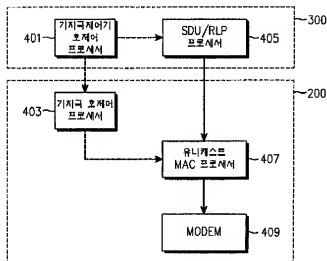 300
기지국제어기
호제어
프로세서
401
SDU/RLP
프로세서
405
기지국 호제어
프로세서
403
200
유니캐스트
MAC 프로세서
407
MODEM
409